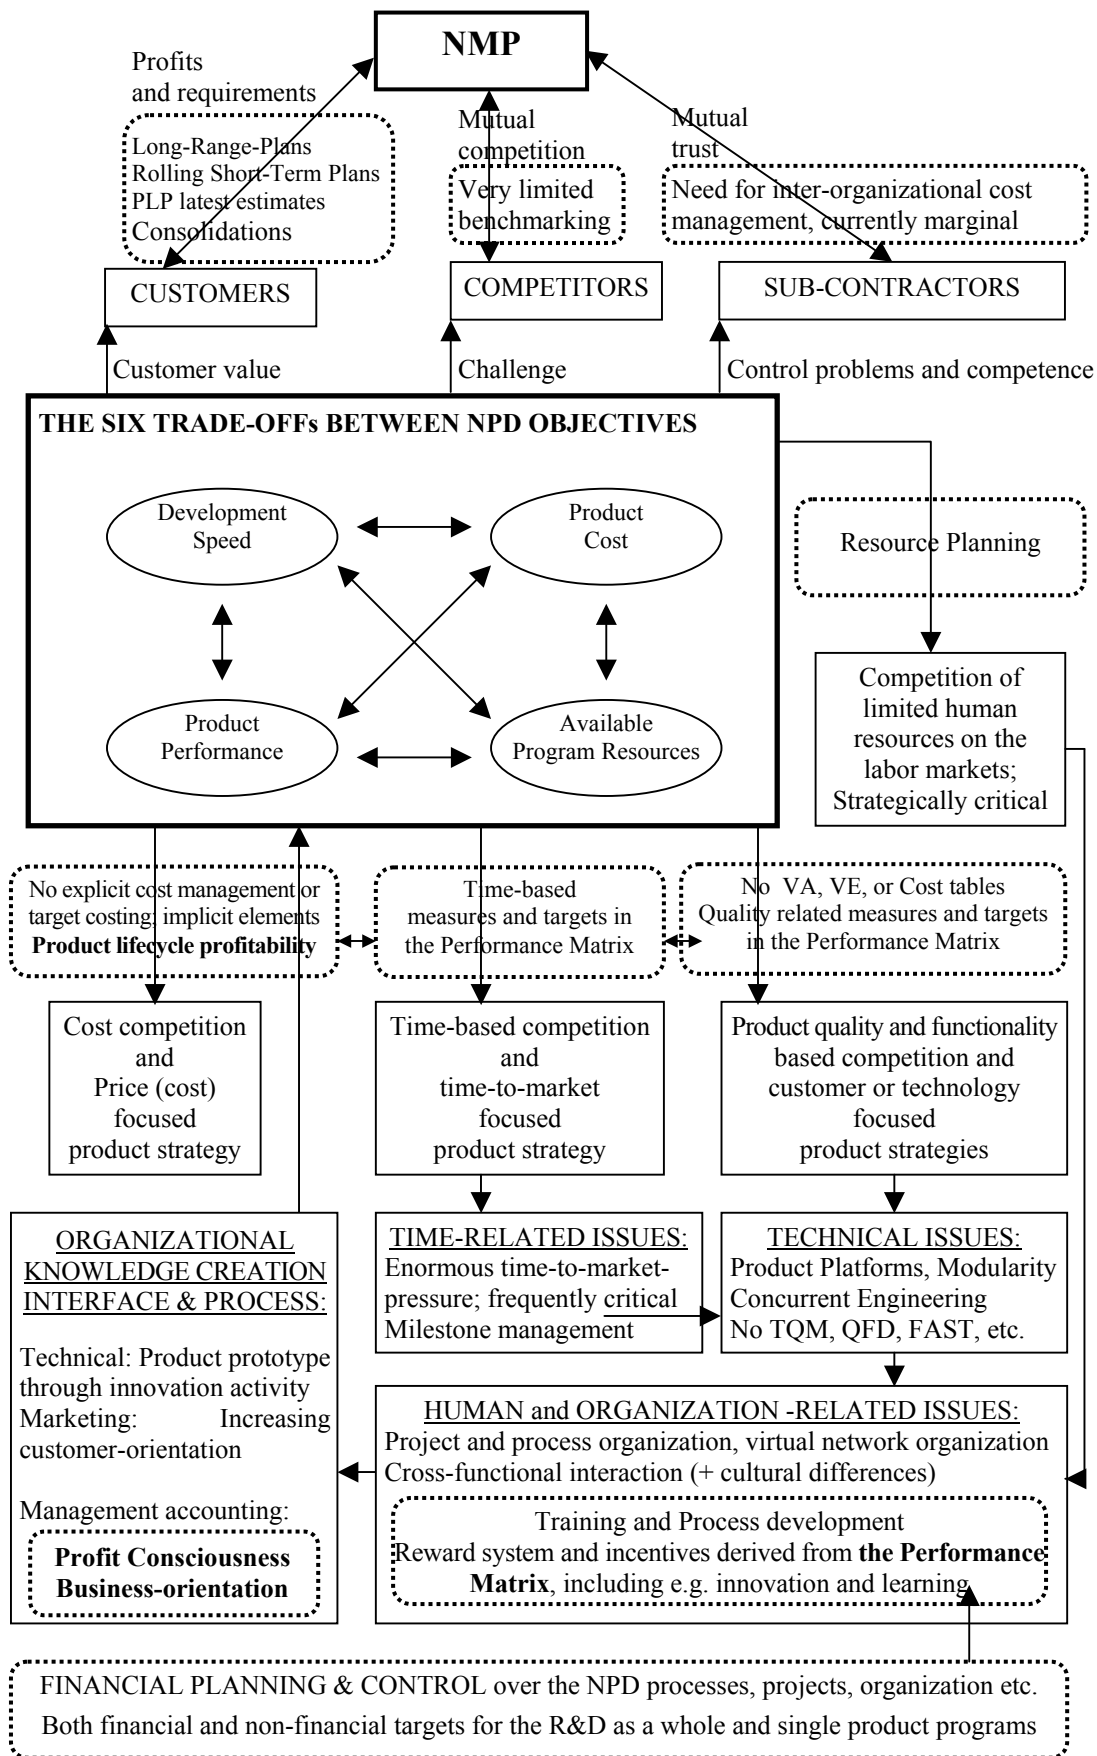 NMP
Profits
and requirements
Long-Range-Plans
Rolling Short-Term Plans
PLP latest estimates
Consolidations
Mutual
competition
Very limited
benchmarking
Mutual
trust
Need for inter-organizational cost
management, currently marginal
CUSTOMERS
COMPETITORS
SUB-CONTRACTORS
Customer value
Challenge
Control problems and competence
THE SIX TRADE-OFFs BETWEEN NPD OBJECTIVES
Development
Speed
Product
Cost
Product
Performance
Available
Program Resources
Resource Planning
Competition of
limited human
resources on the
labor markets;
Strategically critical
No explicit cost management or
target costing; implicit elements
Product lifecycle profitability
Time-based
measures and targets in
the Performance Matrix
No VA, VE, or Cost tables
Quality related measures and targets
in the Performance Matrix
Cost competition
and
Price (cost)
focused
product strategy
Time-based competition
and
time-to-market
focused
product strategy
Product quality and functionality
based competition and
customer or technology
focused
product strategies
ORGANIZATIONAL
KNOWLEDGE CREATION
INTERFACE & PROCESS:
Technical: Product prototype
through innovation activity
Marketing: Increasing
customer-orientation
Management accounting:
Profit Consciousness
Business-orientation
TIME-RELATED ISSUES:
Enormous time-to-market-
pressure; frequently critical
Milestone management
TECHNICAL ISSUES:
Product Platforms, Modularity
Concurrent Engineering
No TQM, QFD, FAST, etc.
HUMAN and ORGANIZATION -RELATED ISSUES:
Project and process organization, virtual network organization
Cross-functional interaction (+ cultural differences)
Training and Process development
Reward system and incentives derived from the Performance
Matrix, including e.g. innovation and learning
FINANCIAL PLANNING & CONTROL over the NPD processes, projects, organization etc.
Both financial and non-financial targets for the R&D as a whole and single product programs